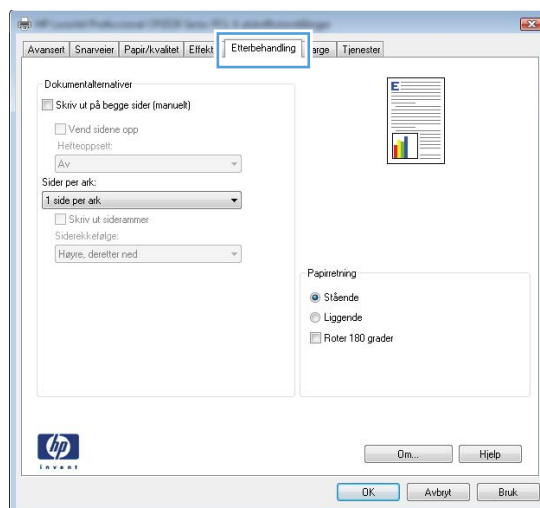 Avansert Snarveier Papir/kvalitet Effekt Etterbehandling arge Tjenester
Dokumentalternativer
Skriv ut på begge sider (manuelt)
Vend sidene opp
Hefteoppsett:
Av
Sider per ark:
1 side per ark
Skriv ut siderammer
Siderekkefølge:
Høyre, deretter ned
E
Papirretning
Stående
Liggende
Roter 180 grader
hp
invent
Om... Hjelp
OK Avbryt Bruk